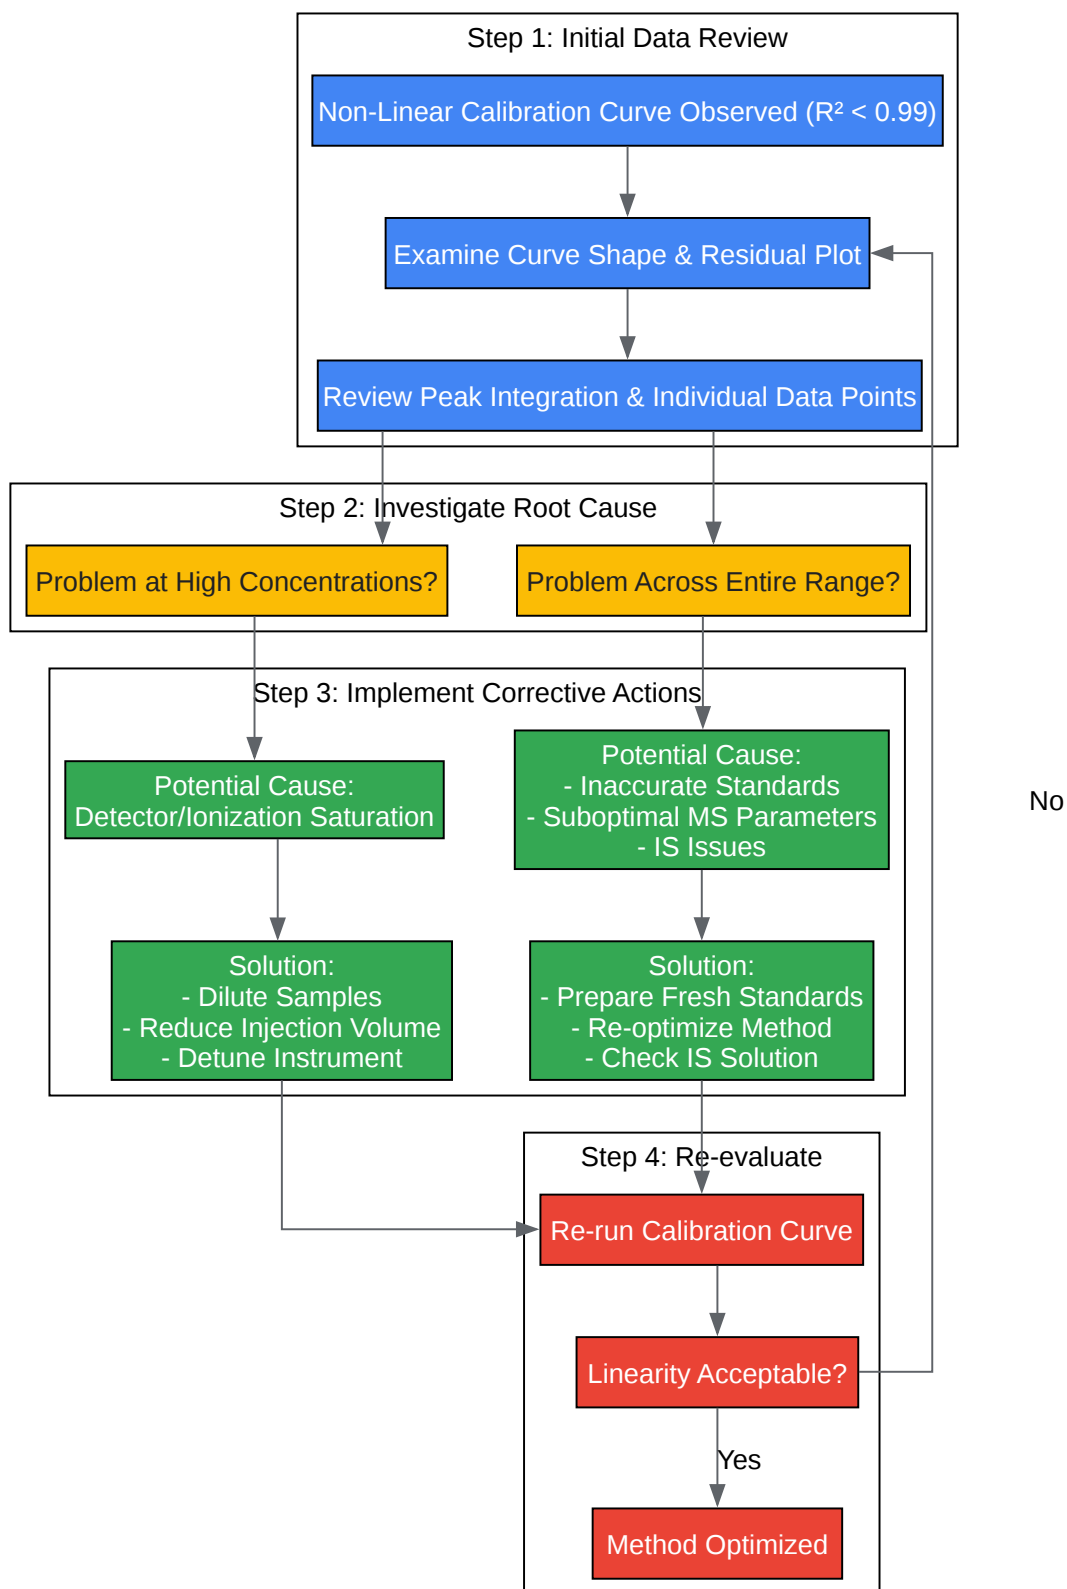 Step 1: Initial Data Review
Non-Linear Calibration Curve Observed (R² < 0.99)
Examine Curve Shape & Residual Plot
Review Peak Integration & Individual Data Points
Step 2: Investigate Root Cause
Problem at High Concentrations?
Problem Across Entire Range?
Step 3: Implement Corrective Actions
Potential Cause:
Detector/Ionization Saturation
Potential Cause:
- Inaccurate Standards
- Suboptimal MS Parameters
- IS Issues
No
Solution:
- Dilute Samples
- Reduce Injection Volume
- Detune Instrument
Solution:
- Prepare Fresh Standards
- Re-optimize Method
- Check IS Solution
Step 4: Re-evaluate
Re-run Calibration Curve
Linearity Acceptable?
Yes
Method Optimized